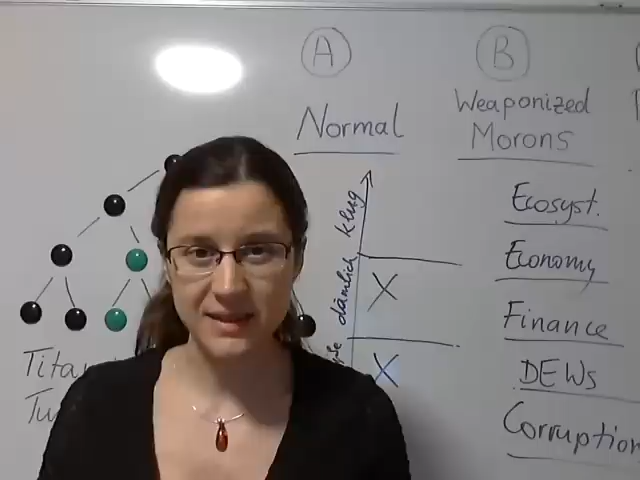 A
B
Normal
Weaponized
Morons
klug
dämlich
X
X
Ecosyst.
Economy
Finance
DEWs
Corruption